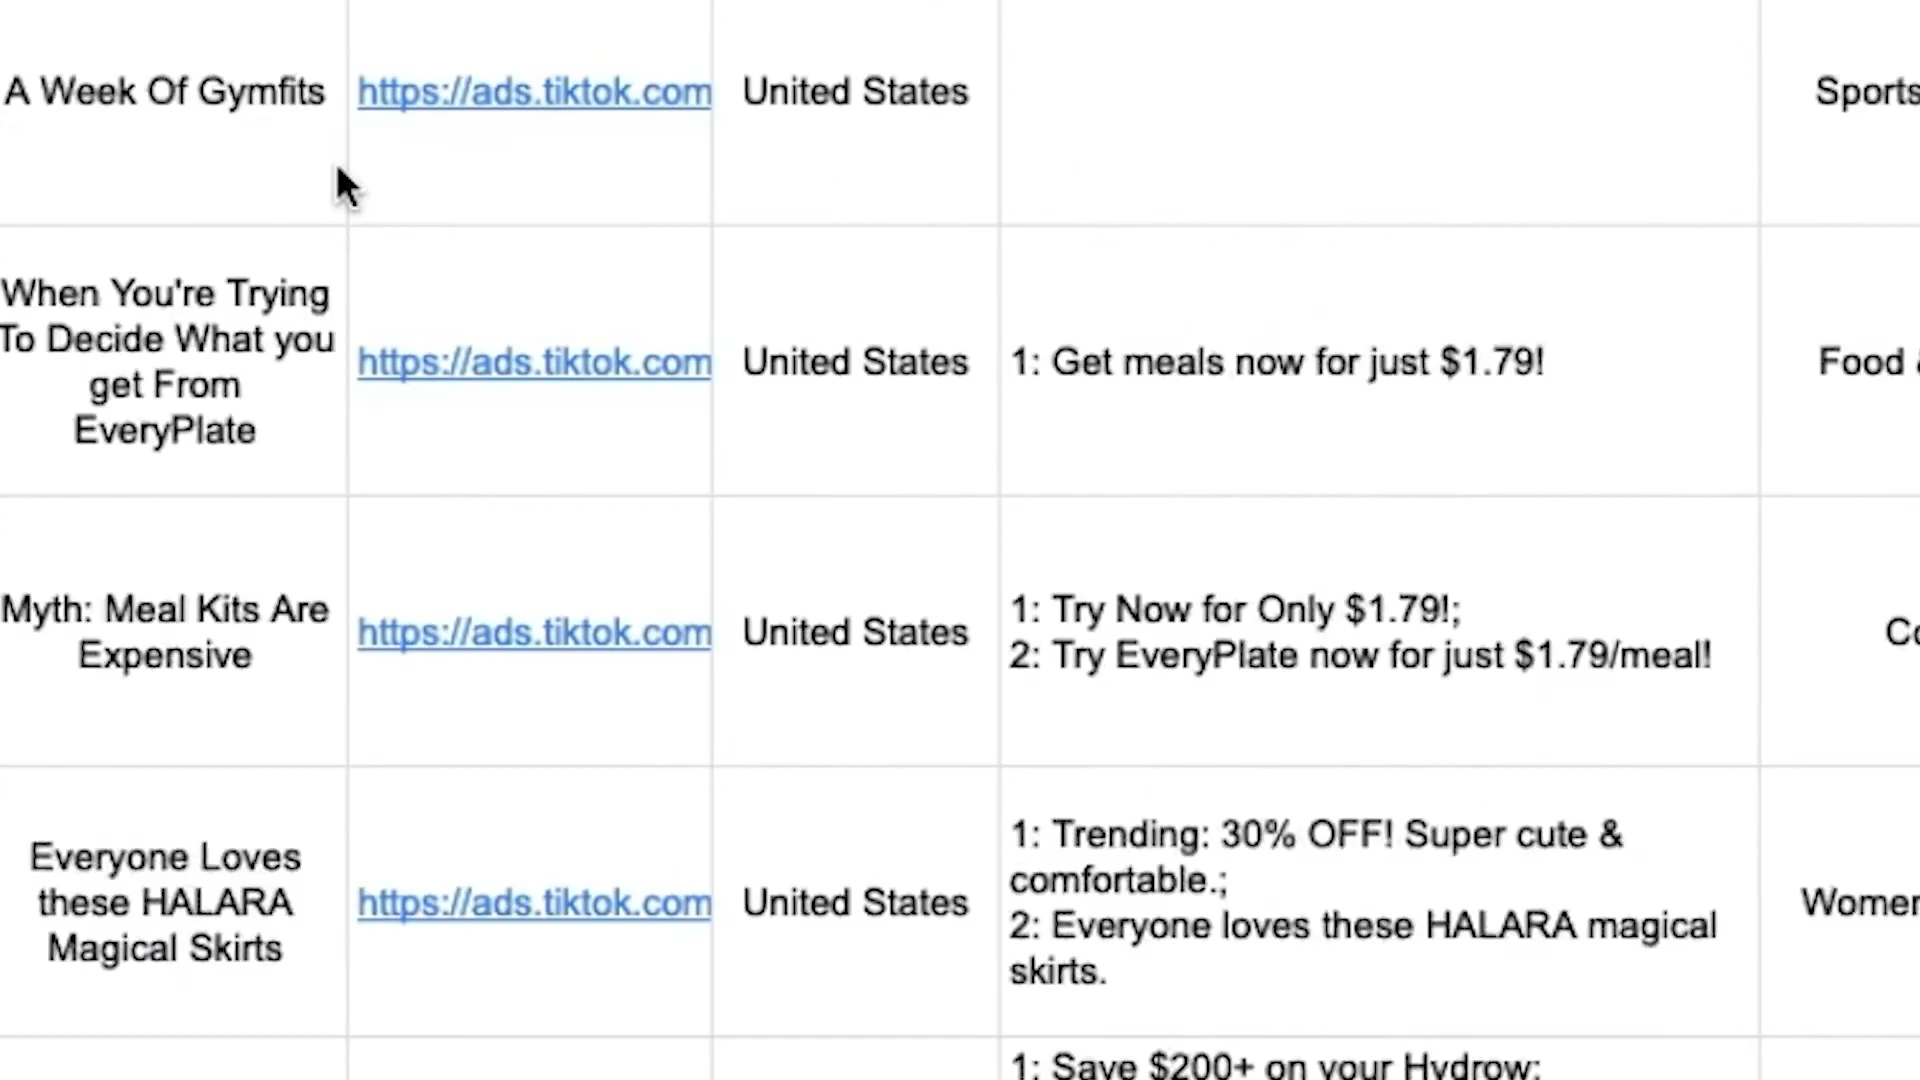 A Week Of Gymfits
https://ads.tiktok.com
United States
Sports
When You're Trying
To Decide What you
get From
EveryPlate
https://ads.tiktok.com
United States
1: Get meals now for just $1.79!
Food
Myth: Meal Kits Are
Expensive
https://ads.tiktok.com
United States
1: Try Now for Only $1.79!;
2: Try EveryPlate now for just $1.79/meal!
Everyone Loves
these HALARA
Magical Skirts
https://ads.tiktok.com
United States
1: Trending: 30% OFF! Super cute &
comfortable.;
2: Everyone loves these HALARA magical
skirts.
Women
1: Save $200+ on your Hydrow;